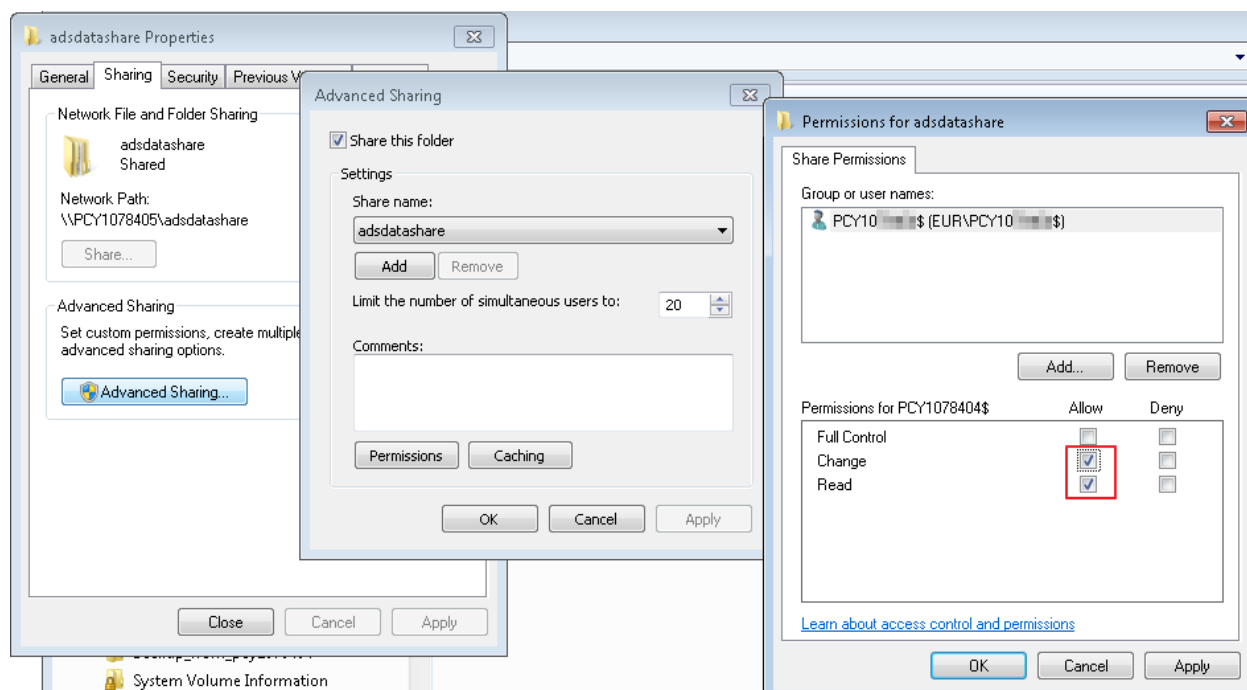 adsdatashare Properties
General
Sharing
Security
Previous
Network File and Folder Sharing
adsdatashare
Shared
Network Path:
\\PCY1078405\adsdatashare
Share...
Advanced Sharing
Set custom permissions, create multiple
advanced sharing options.
Advanced Sharing...
Close
Cancel
Apply
System Volume Information
Advanced Sharing
Share this folder
Settings
Share name:
adsdatashare
Add
Remove
Limit the number of simultaneous users to:
20
Comments:
Permissions
Caching
OK
Cancel
Apply
Permissions for adsdatashare
Share Permissions
Group or user names:
PCY10 $ (EUR\PCY10 $)
Add...
Remove
Permissions for PCY1078404$
Allow
Deny
Full Control
Change
Read
Learn about access control and permissions
OK
Cancel
Apply